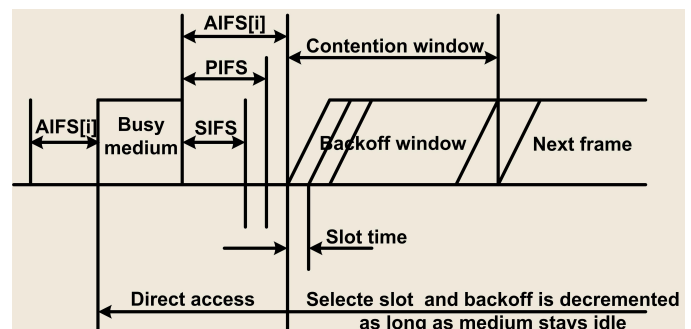 AIFS[i]
Contention window
PIFS
AIFS[i]
Busy
medium
SIFS
Backoff window
Next frame
Slot time
Direct access
Selecte slot and backoff is decremented
as long as medium stays idle